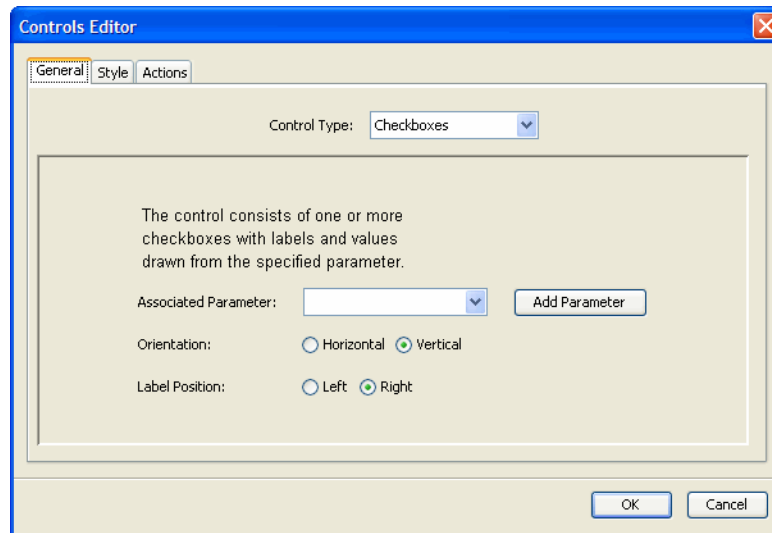 Controls Editor
General Style Actions
Control Type: Checkboxes
The control consists of one or more
checkboxes with labels and values
drawn from the specified parameter.
Associated Parameter: Add Parameter
Orientation: Horizontal Vertical
Label Position: Left Right
OK Cancel